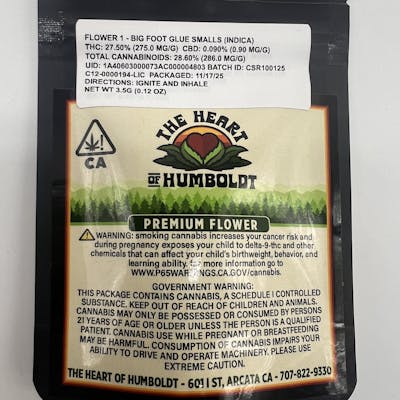 FLOWER 1 - BIG FOOT GLUE SMALLS (INDICA)
THC: 27.50% (275.0 MG/G) CBD: 0.090% (0.90 MG/G)
TOTAL CANNABINOIDS: 28.60% (286.0 MG/G)
UID: 1A40603000073AC000004803 BATCH ID: CSR100125
C12-0000194-LIC PACKAGED: 11/17/25
DIRECTIONS: IGNITE AND INHALE
NET WT 3.5G (0.12 OZ)
CA
THE HEART
OF HUMBOLDT
PREMIUM FLOWER
WARNING: smoking cannabis increases your cancer risk and
during pregnancy exposes your child to delta-9-thc and other
chemicals that can affect your child's birthweight, behavior, and
learning ability. for more information go to
WWW.P65WARNINGS.CA.GOV/cannabis.
GOVERNMENT WARNING:
THIS PACKAGE CONTAINS CANNABIS, A SCHEDULE I CONTROLLED
SUBSTANCE. KEEP OUT OF REACH OF CHILDREN AND ANIMALS.
CANNABIS MAY ONLY BE POSSESSED OR CONSUMED BY PERSONS
21 YEARS OF AGE OR OLDER UNLESS THE PERSON IS A QUALIFIED
PATIENT. CANNABIS USE WHILE PREGNANT OR BREASTFEEDING
MAY BE HARMFUL. CONSUMPTION OF CANNABIS IMPAIRS YOUR
ABILITY TO DRIVE AND OPERATE MACHINERY. PLEASE USE
EXTREME CAUTION.
THE HEART OF HUMBOLDT - 601 I ST, ARCATA CA - 707-822-9330